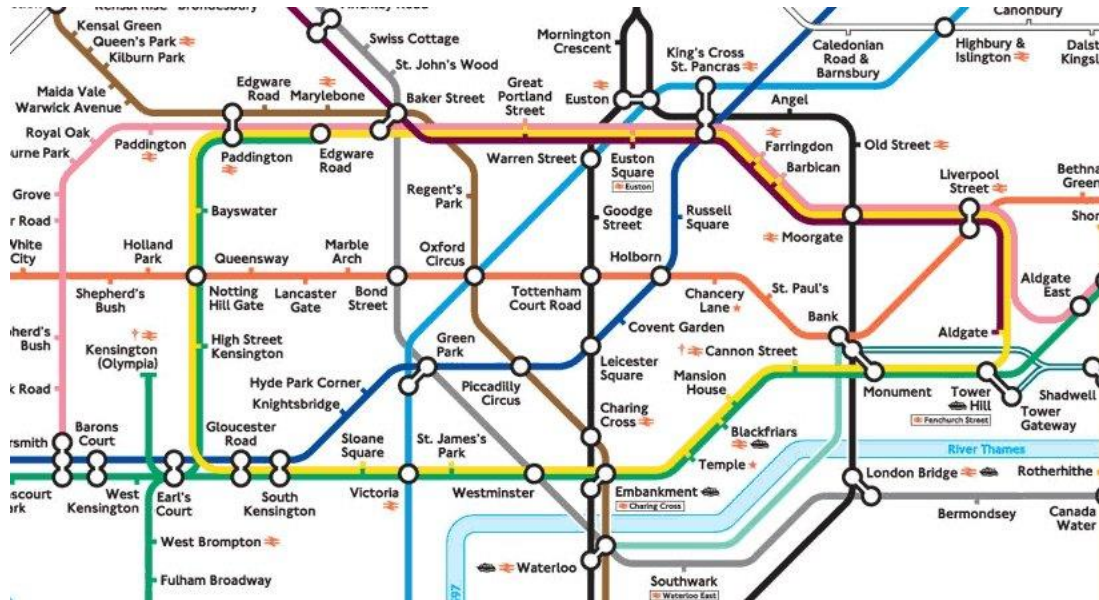 Kensal Green
Queen's Park
Kilburn Park
Maida Vale
Warwick Avenue
Royal Oak
Edgware
Road
Marylebone
Paddington
Paddington
Edgware
Road
Swiss Cottage
St. John's Wood
Baker Street
Great
Portland
Street
Mornington
Crescent
Euston
King's Cross
St. Pancras
Caledonian
Road &
Barnsbury
Canonbury
Highbury &
Islington
Angel
Old Street
Farringdon
Barbican
Liverpool
Street
Moorgate
Warren Street
Euston
Square
Euston
Regent's
Park
Goodge
Street
Russell
Square
Bayswater
Holland
Park
Queensway
Marble
Arch
Oxford
Circus
Holborn
Shepherd's
Bush
Notting
Hill Gate
Lancaster
Gate
Bond
Street
Tottenham
Court Road
Chancery
Lane
St. Paul's
Bank
Aldgate
East
Aldgate
Kensington
(Olympia)
High Street
Kensington
Hyde Park Corner
Knightsbridge
Green
Park
Piccadilly
Circus
Covent Garden
Leicester
Square
Cannon Street
Mansion
House
Monument
Tower
Hill
Fenchurch Street
Tower
Gateway
Shadwell
Charing
Cross
Blackfriars
Temple
River Thames
Barons
Court
Gloucester
Road
Sloane
Square
St. James's
Park
West
Kensington
Earl's
Court
South
Kensington
Victoria
Westminster
Embankment
Charing Cross
London Bridge
Rotherhithe
Bermondsey
Canada
Water
West Brompton
Fulham Broadway
Waterloo
Southwark
Waterloo East